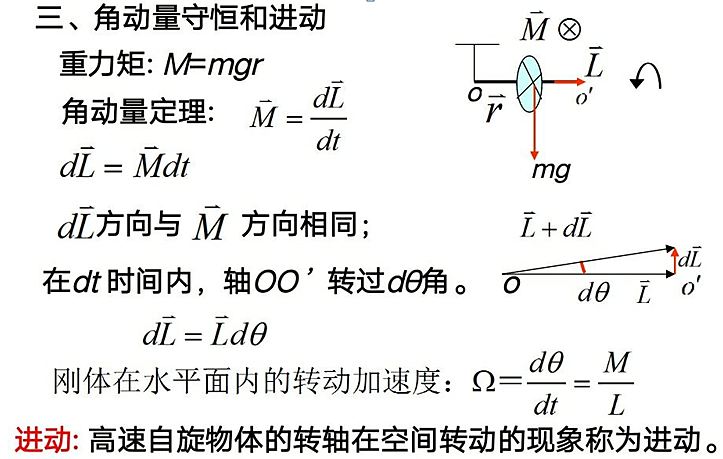 三、角动量守恒和进动
重力矩: M=mgr
角动量定理: M⃗ = dL⃗/dt
dL⃗ = M⃗dt
dL⃗方向与 M⃗ 方向相同；
在dt时间内，轴OO′转过dθ角。
dL⃗ = L⃗dθ
刚体在水平面内的转动加速度：Ω＝dθ/dt = M/L
进动: 高速自旋物体的转轴在空间转动的现象称为进动。
M⃗ ⊗
L⃗
o
r⃗
o′
mg
L⃗ + dL⃗
dL⃗
o
dθ
L⃗
o′